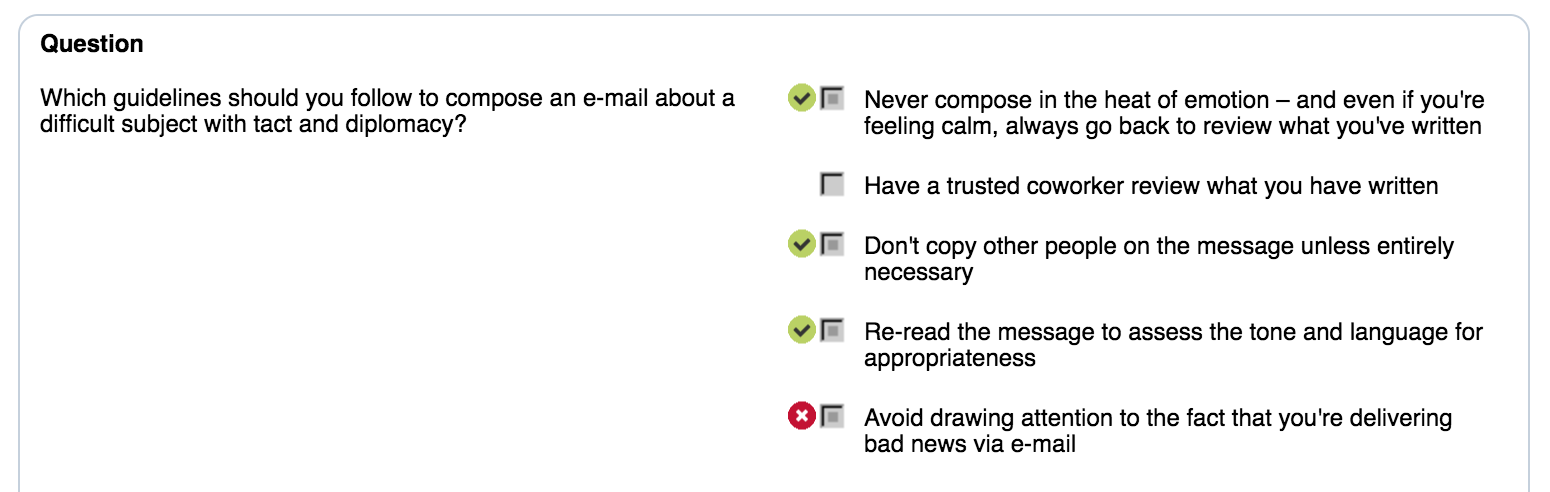 Question
Which guidelines should you follow to compose an e-mail about a
difficult subject with tact and diplomacy?
Never compose in the heat of emotion – and even if you're
feeling calm, always go back to review what you've written
Have a trusted coworker review what you have written
Don't copy other people on the message unless entirely
necessary
Re-read the message to assess the tone and language for
appropriateness
Avoid drawing attention to the fact that you're delivering
bad news via e-mail